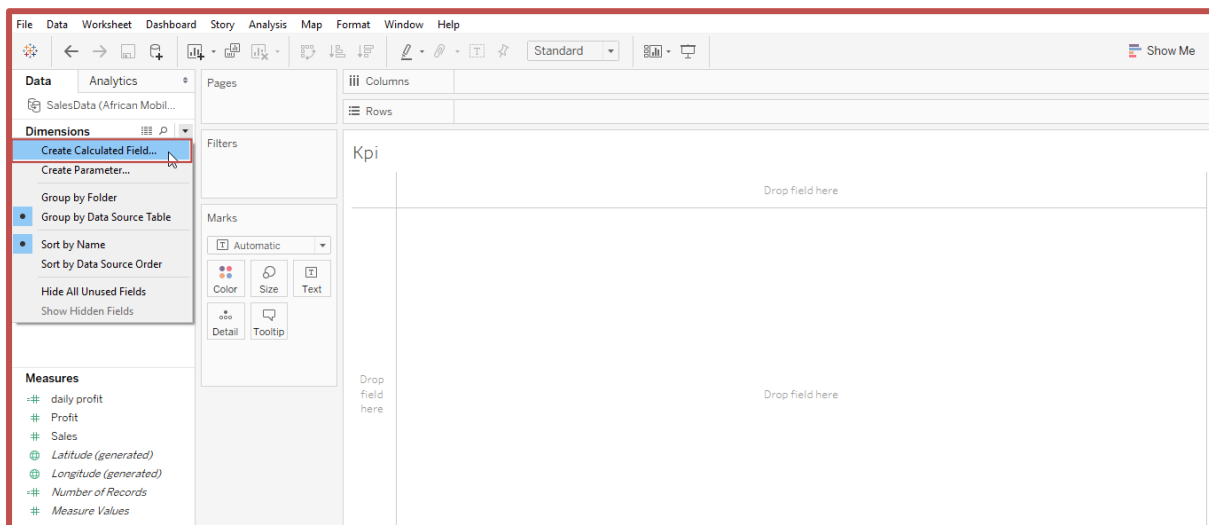 File Data Worksheet Dashboard Story Analysis Map Format Window Help
Standard
Show Me
Data Analytics
SalesData (African Mobil...
Dimensions
Create Calculated Field...
Create Parameter...
Group by Folder
Group by Data Source Table
Sort by Name
Sort by Data Source Order
Hide All Unused Fields
Show Hidden Fields
Measures
daily profit
Profit
Sales
Latitude (generated)
Longitude (generated)
Number of Records
Measure Values
Pages
Filters
Marks
T Automatic
Color Size Text
Detail Tooltip
Columns
Rows
Kpi
Drop field here
Drop
field
here
Drop field here